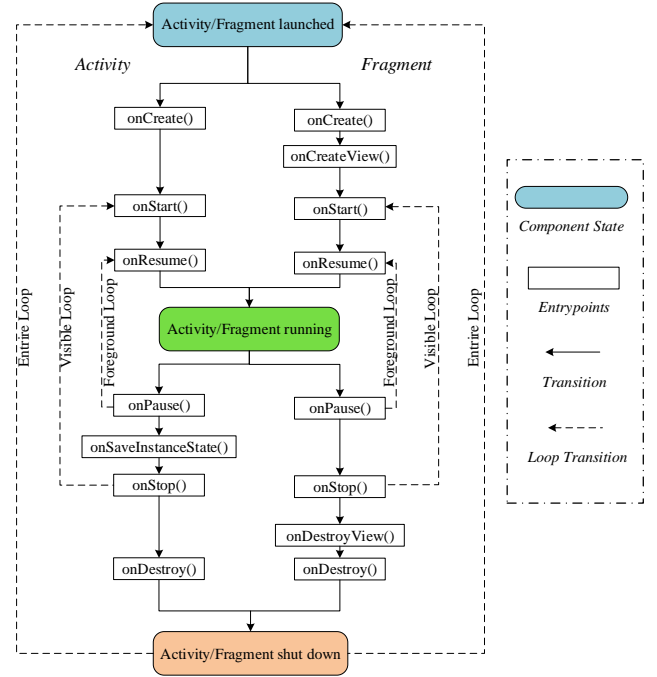 Activity/Fragment launched
Activity
Fragment
onCreate()
onCreate()
onCreateView()
onStart()
onStart()
onResume()
onResume()
Entrire Loop
Visible Loop
Foreground Loop
Foreground Loop
Visible Loop
Entrire Loop
Activity/Fragment running
onPause()
onPause()
onSaveInstanceState()
onStop()
onStop()
onDestroyView()
onDestroy()
onDestroy()
Activity/Fragment shut down
Component State
Entrypoints
Transition
Loop Transition